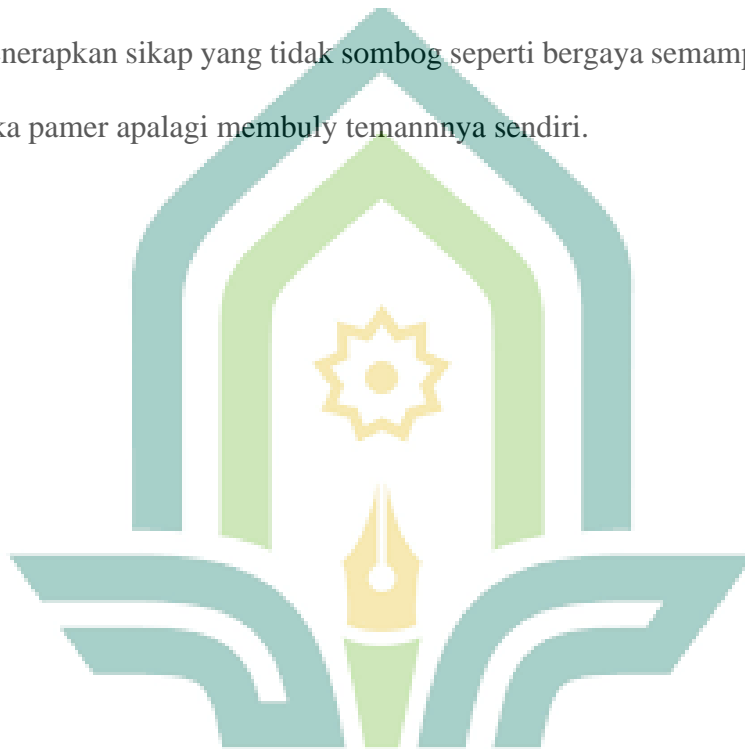 nerapkan sikap yang tidak sombog seperti bergaya semamp
ka pamer apalagi membuly temannnya sendiri.